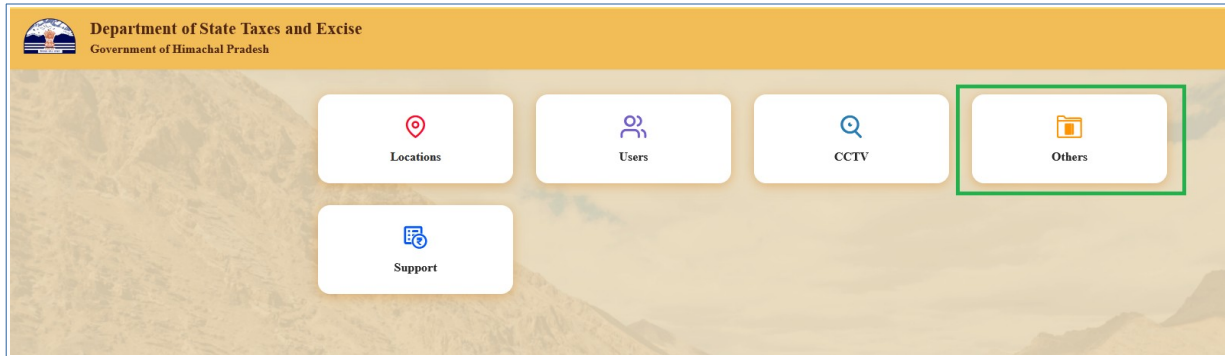 Department of State Taxes and Excise
Government of Himachal Pradesh
Locations
Users
CCTV
Others
Support